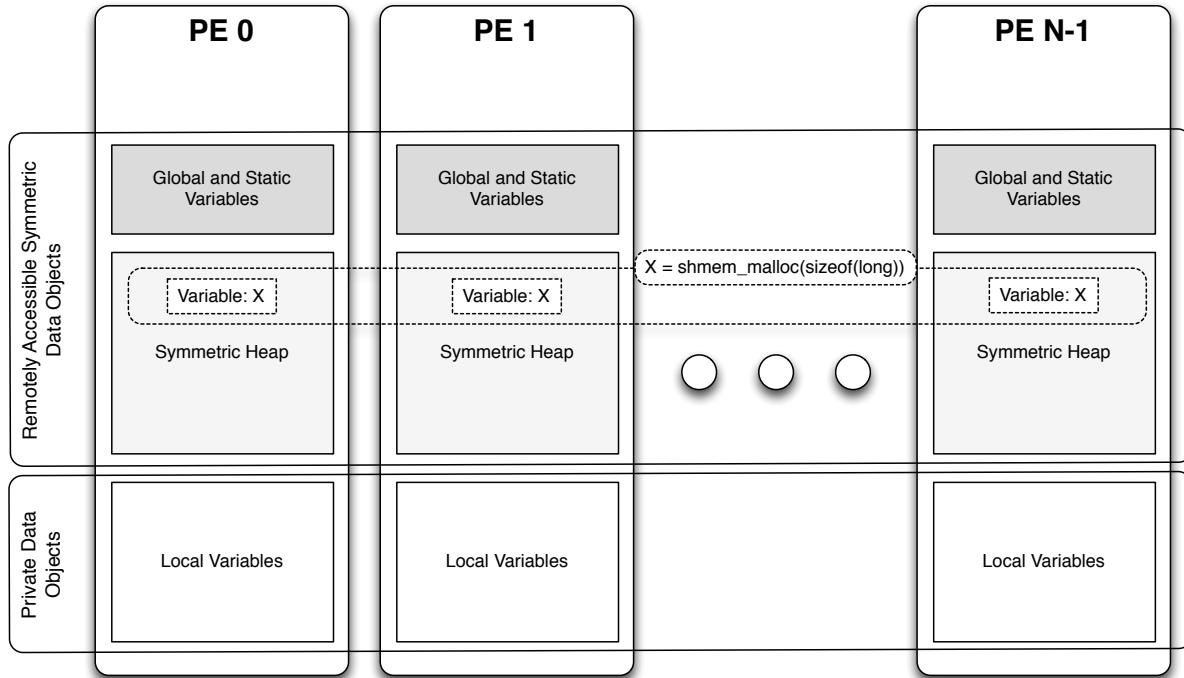 PE 0
PE 1
PE N-1
Remotely Accessible Symmetric
Data Objects
Global and Static
Variables
Global and Static
Variables
Global and Static
Variables
X = shmem_malloc(sizeof(long))
Variable: X
Variable: X
Variable: X
Symmetric Heap
Symmetric Heap
Symmetric Heap
Private Data
Objects
Local Variables
Local Variables
Local Variables